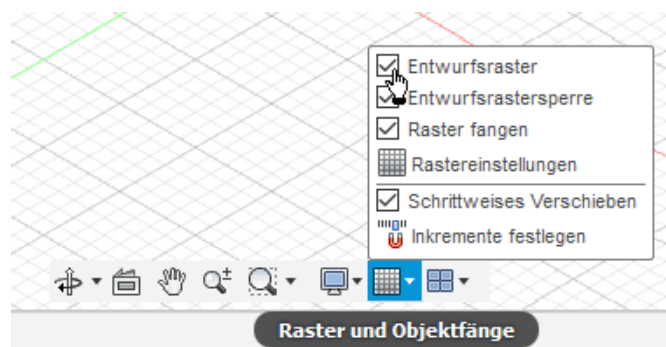 Entwurfsraster
Entwurfsrastersperre
Raster fangen
Rastereinstellungen
Schrittweises Verschieben
Inkremente festlegen
Raster und Objektfänge